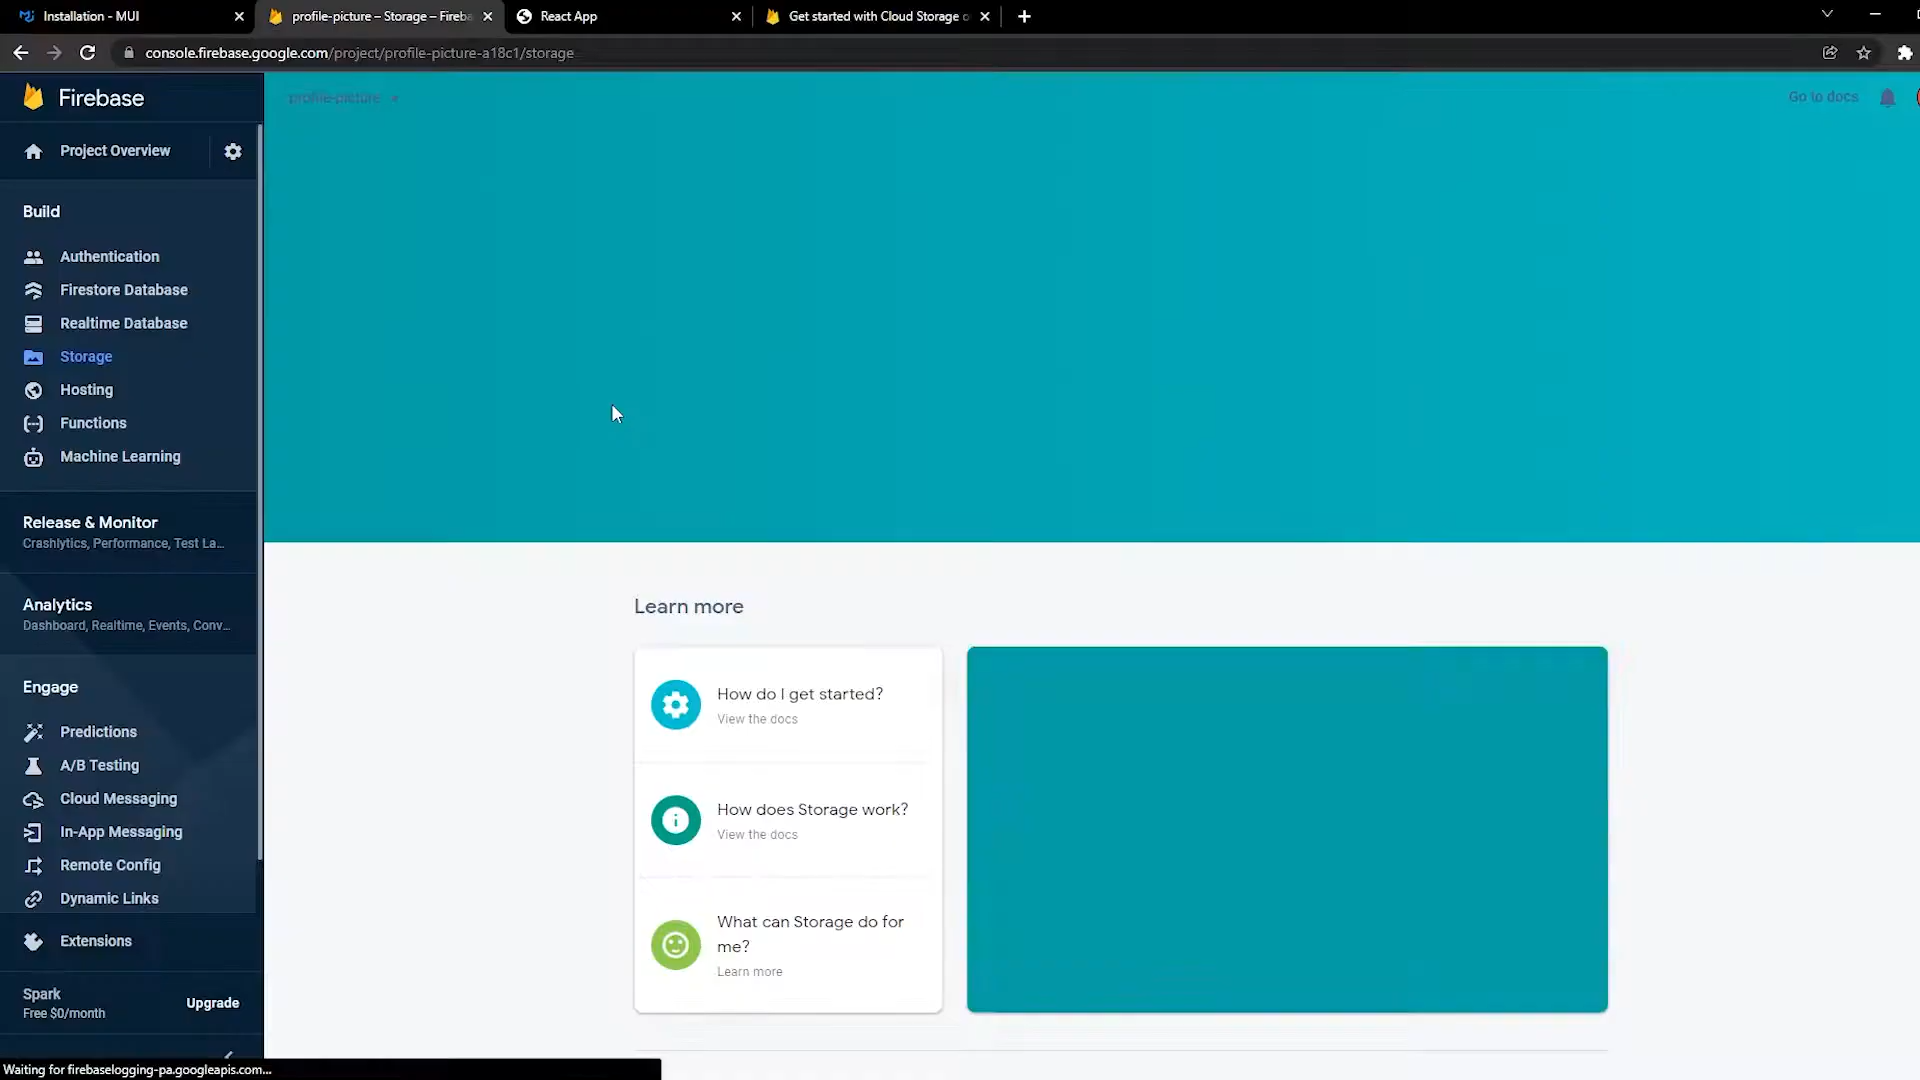 Installation - MUI
profile-picture – Storage – Fireba
React App
Get started with Cloud Storage o
console.firebase.google.com/project/profile-picture-a18c1/storage
Firebase
profile-picture
Go to docs
Project Overview
Build
Authentication
Firestore Database
Realtime Database
Storage
Hosting
Functions
Machine Learning
Release & Monitor
Crashlytics, Performance, Test La...
Analytics
Dashboard, Realtime, Events, Conv...
Engage
Predictions
A/B Testing
Cloud Messaging
In-App Messaging
Remote Config
Dynamic Links
Extensions
Spark
Free $0/month
Upgrade
Learn more
How do I get started?
View the docs
How does Storage work?
View the docs
What can Storage do for
me?
Learn more
Waiting for firebaselogging-pa.googleapis.com...